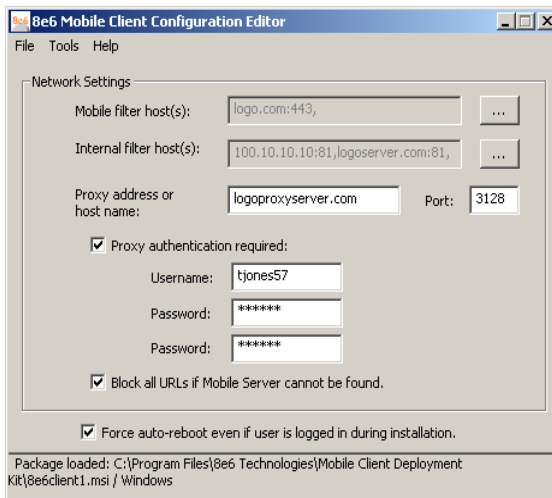 8e6 8e6 Mobile Client Configuration Editor
File Tools Help
Network Settings
Mobile filter host(s): logo.com:443, ...
Internal filter host(s): 100.10.10.10:81,logoserver.com:81, ...
Proxy address or
host name: logoproxyserver.com Port: 3128
Proxy authentication required:
Username: tjones57
Password: ******
Password: ******
Block all URLs if Mobile Server cannot be found.
Force auto-reboot even if user is logged in during installation.
Package loaded: C:\Program Files\8e6 Technologies\Mobile Client Deployment
Kit\8e6client1.msi / Windows